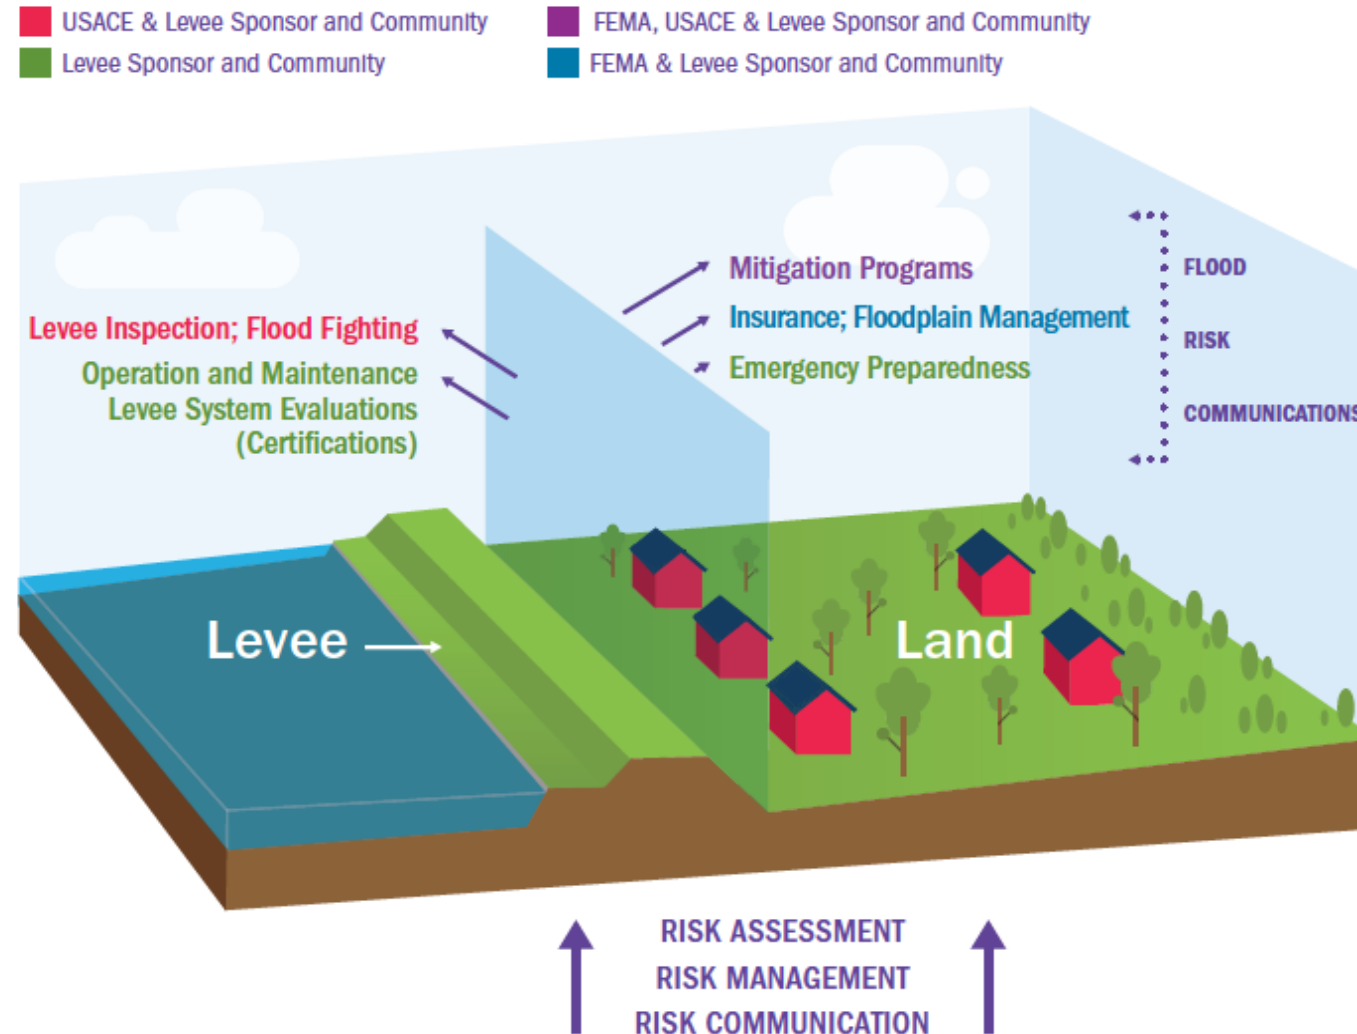 USACE & Levee Sponsor and Community
FEMA, USACE & Levee Sponsor and Community
Levee Sponsor and Community
FEMA & Levee Sponsor and Community
Mitigation Programs
Insurance; Floodplain Management
Emergency Preparedness
Levee Inspection; Flood Fighting
Operation and Maintenance
Levee System Evaluations
(Certifications)
FLOOD
RISK
COMMUNICATIONS
Levee
Land
RISK ASSESSMENT
RISK MANAGEMENT
RISK COMMUNICATION